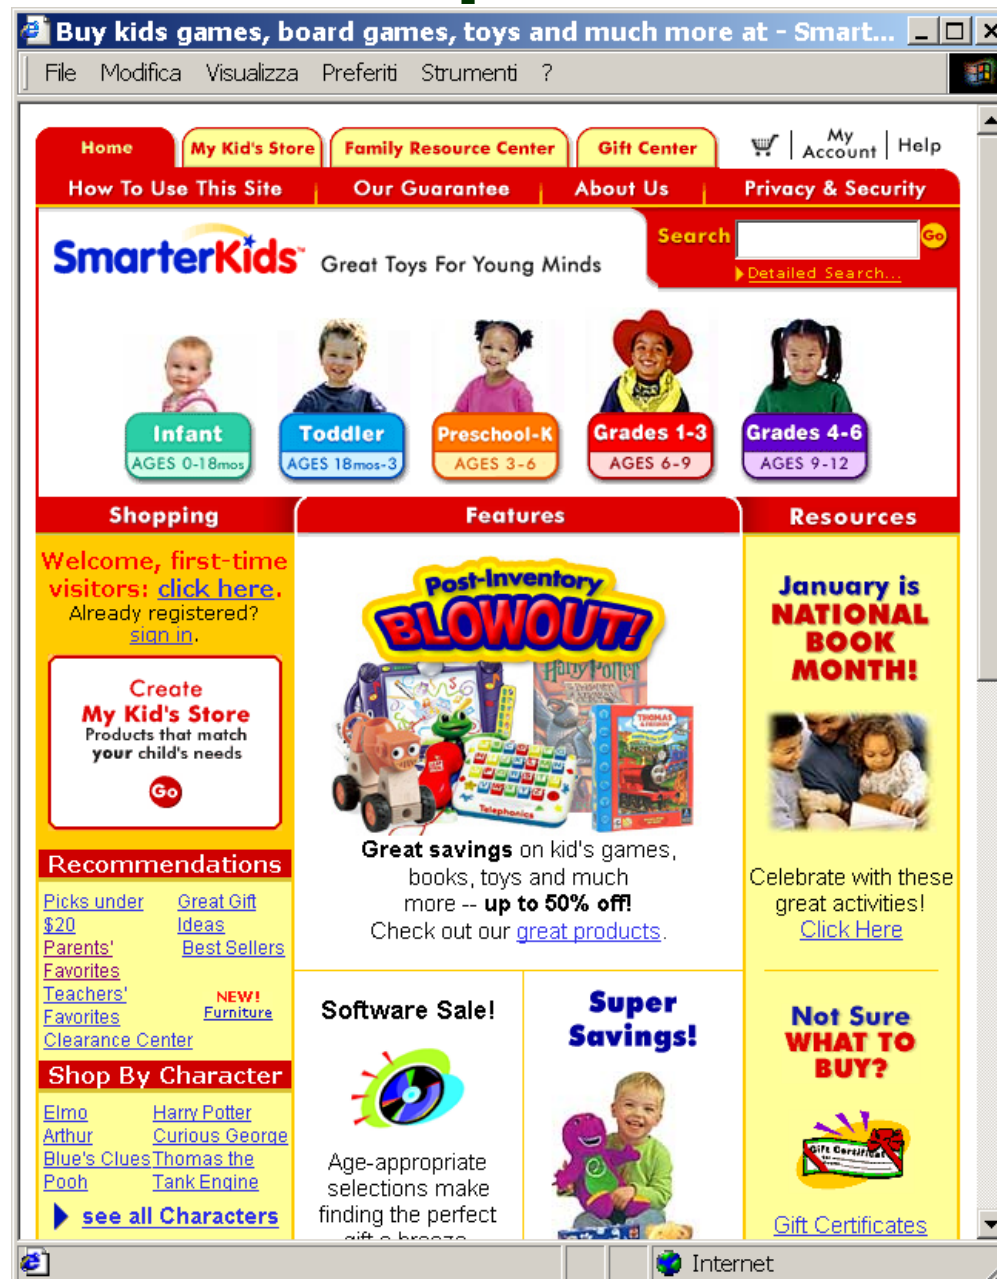 Buy kids games, board games, toys and much more at - Smart...
File Modifica Visualizza Preferiti Strumenti ?
Home My Kid's Store Family Resource Center Gift Center My Account Help
How To Use This Site Our Guarantee About Us Privacy & Security
SmarterKids™ Great Toys For Young Minds
Search Go
Detailed Search...
Infant Toddler Preschool-K Grades 1-3 Grades 4-6
AGES 0-18mos AGES 18mos-3 AGES 3-6 AGES 6-9 AGES 9-12
Shopping Features Resources
Welcome, first-time
visitors: click here.
Already registered?
sign in.
Create
My Kid's Store
Products that match
your child's needs
Go
Recommendations
Picks under
$20
Parents'
Favorites
Teachers'
Favorites
Clearance Center
Great Gift
Ideas
Best Sellers
NEW!
Furniture
Shop By Character
Elmo
Arthur
Blue's Clues
Pooh
Harry Potter
Curious George
Thomas the
Tank Engine
see all Characters
Post-Inventory
BLOWOUT!
Harry Potter
THOMAS
Telephonics
Great savings on kid's games,
books, toys and much
more -- up to 50% off!
Check out our great products.
Software Sale!
Age-appropriate
selections make
finding the perfect
gift a breeze
Super
Savings!
January is
NATIONAL
BOOK
MONTH!
Celebrate with these
great activities!
Click Here
Not Sure
WHAT TO
BUY?
Gift Certificate
Gift Certificates
Internet